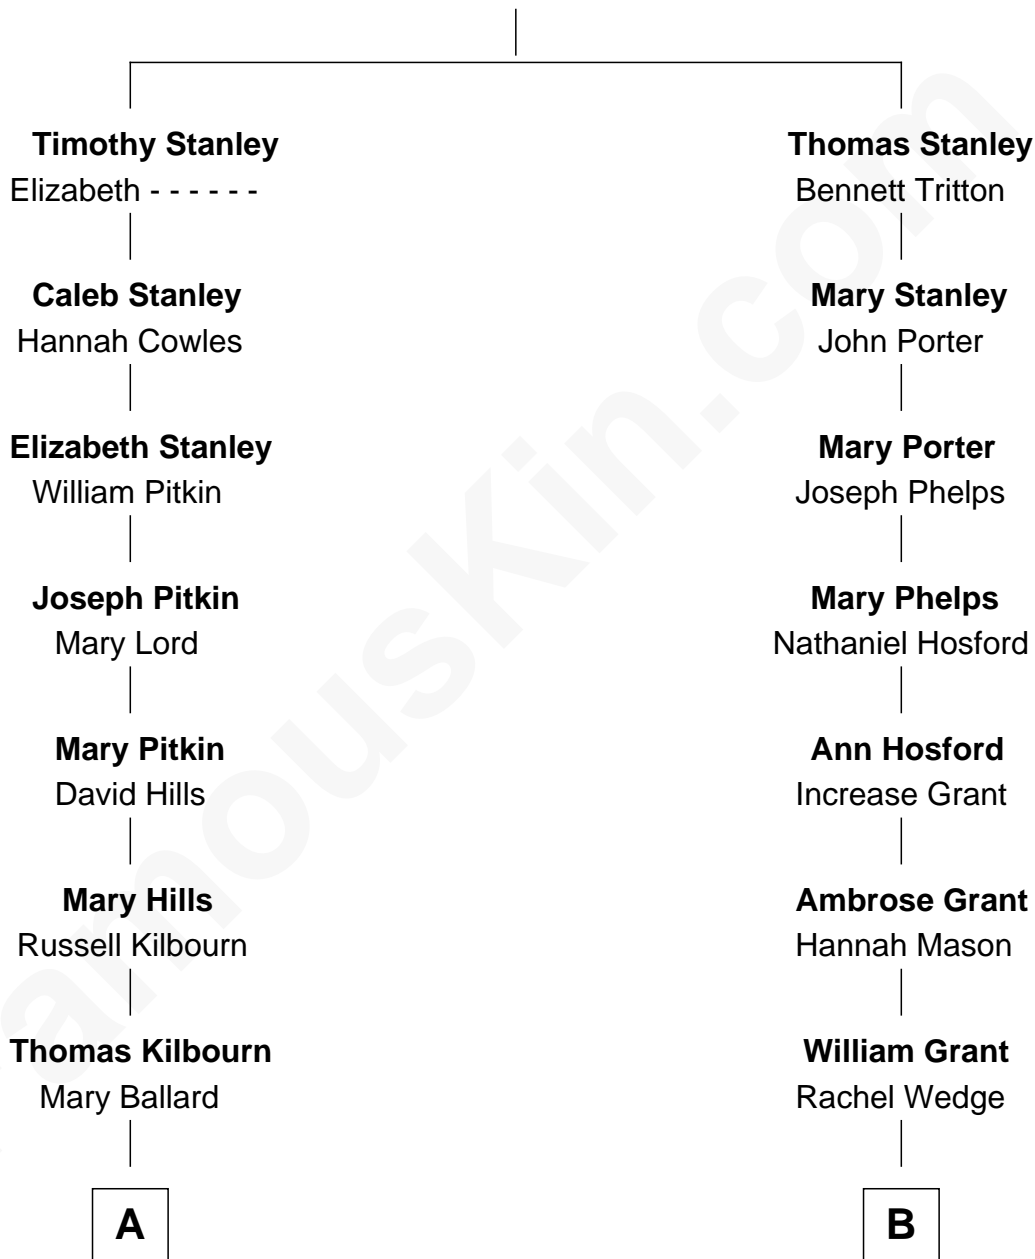 Timothy Stanley
Elizabeth - - - - - -
Caleb Stanley
Hannah Cowles
Elizabeth Stanley
William Pitkin
Joseph Pitkin
Mary Lord
Mary Pitkin
David Hills
Mary Hills
Russell Kilbourn
Thomas Kilbourn
Mary Ballard
A
Thomas Stanley
Bennett Tritton
Mary Stanley
John Porter
Mary Porter
Joseph Phelps
Mary Phelps
Nathaniel Hosford
Ann Hosford
Increase Grant
Ambrose Grant
Hannah Mason
William Grant
Rachel Wedge
B
amouskin.com